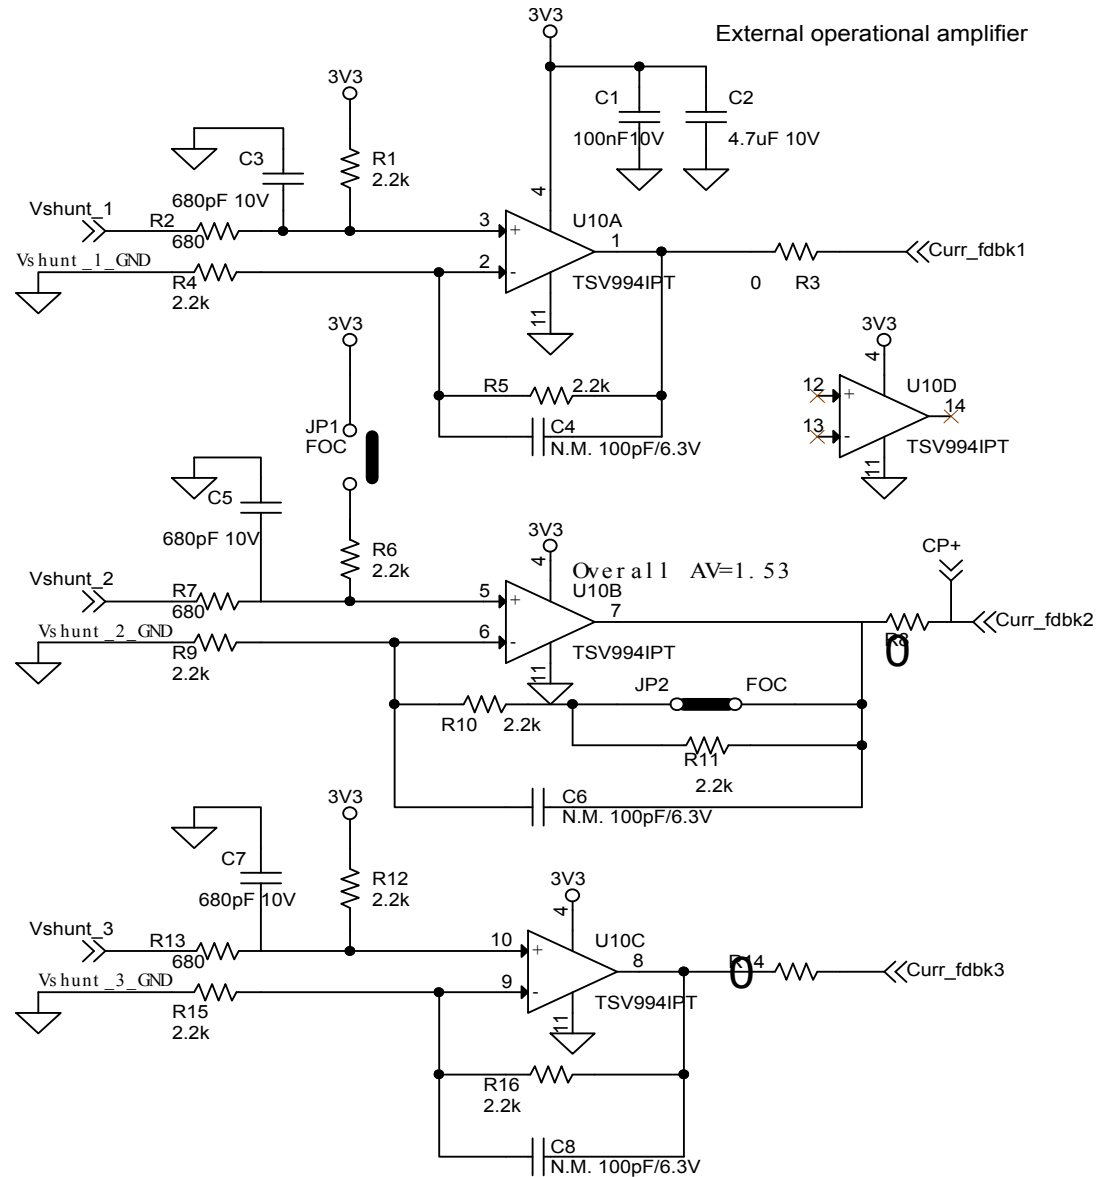 3V3
External operational amplifier
3V3
C1
100nF10V
C2
4.7uF 10V
C3
680pF 10V
R1
2.2k
4
Vshunt_1
R2
680
3
+
U10A
1
Vshunt_1_GND
R4
2.2k
2
-
TSV994IPT
11
0
R3
Curr_fdbk1
3V3
3V3
4
R5
2.2k
12
+
U10D
14
JP1
FOC
C4
N.M. 100pF/6.3V
13
-
TSV994IPT
11
C5
680pF 10V
3V3
4
CP+
R6
2.2k
Overall AV=1.53
Vshunt_2
R7
680
5
+
U10B
7
Curr_fdbk2
Vshunt_2_GND
R9
2.2k
6
-
TSV994IPT
11
R8
0
JP2
FOC
R10
2.2k
R11
2.2k
C6
N.M. 100pF/6.3V
3V3
C7
680pF 10V
R12
2.2k
3V3
4
Vshunt_3
R13
680
10
+
U10C
8
R14
0
Curr_fdbk3
Vshunt_3_GND
R15
2.2k
9
-
TSV994IPT
11
R16
2.2k
C8
N.M. 100pF/6.3V